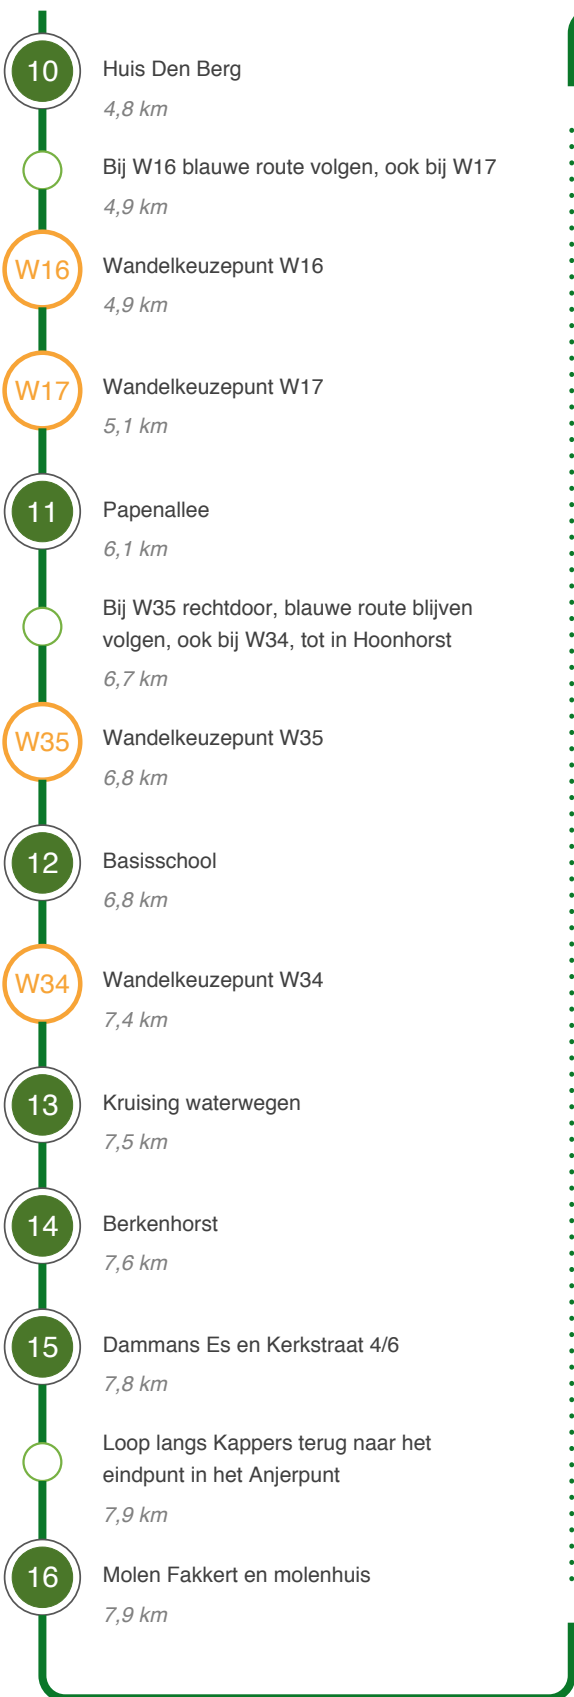 10
Huis Den Berg
4,8 km
Bij W16 blauwe route volgen, ook bij W17
4,9 km
W16
Wandelkeuzepunt W16
4,9 km
W17
Wandelkeuzepunt W17
5,1 km
11
Papenallee
6,1 km
Bij W35 rechtdoor, blauwe route blijven
volgen, ook bij W34, tot in Hoonhorst
6,7 km
W35
Wandelkeuzepunt W35
6,8 km
12
Basisschool
6,8 km
W34
Wandelkeuzepunt W34
7,4 km
13
Kruising waterwegen
7,5 km
14
Berkenhorst
7,6 km
15
Dammans Es en Kerkstraat 4/6
7,8 km
Loop langs Kappers terug naar het
eindpunt in het Anjerpunt
7,9 km
16
Molen Fakkert en molenhuis
7,9 km